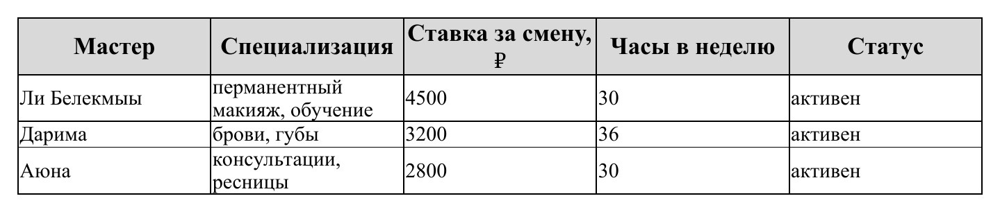 Мастер Специализация Ставка за смену, ₽ Часы в неделю Статус
Ли Белекмыы перманентный макияж, обучение 4500 30 активен
Дарима брови, губы 3200 36 активен
Аюна консультации, ресницы 2800 30 активен